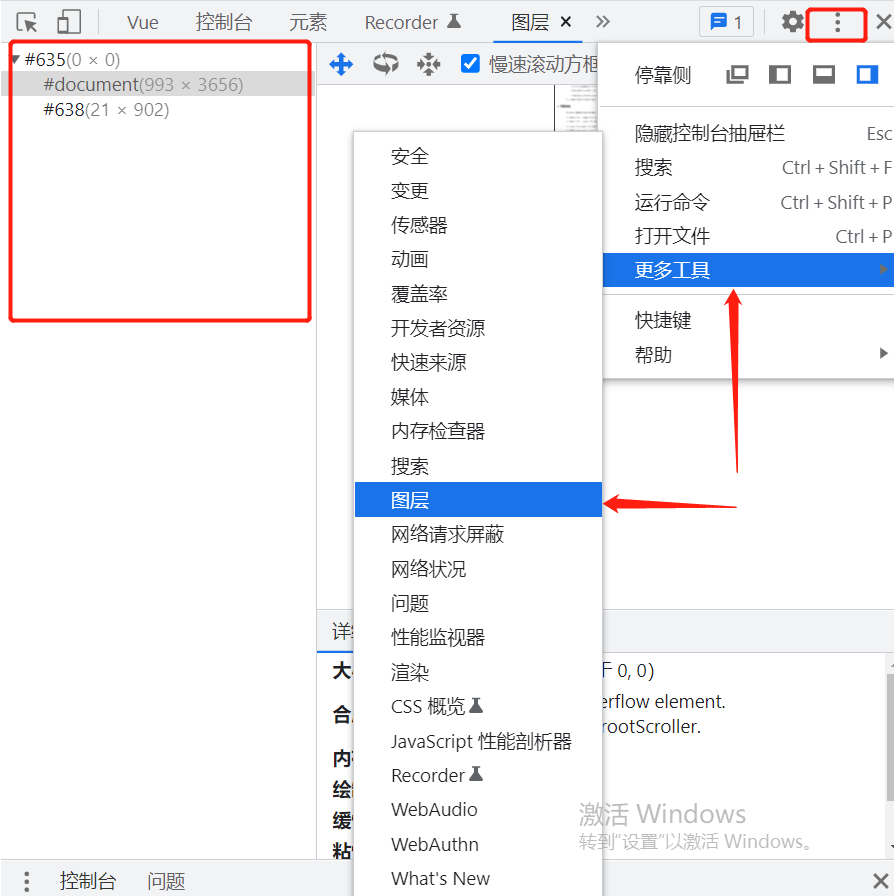 Vue 控制台 元素 Recorder 图层 × 1
#635(0 × 0)
#document(993 × 3656)
#638(21 × 902)
慢速滚动方框
停靠侧
隐藏控制台抽屉栏 Esc
搜索 Ctrl + Shift + F
运行命令 Ctrl + Shift + P
打开文件 Ctrl + P
更多工具
快捷键
帮助
安全
变更
传感器
动画
覆盖率
开发者资源
快速来源
媒体
内存检查器
搜索
图层
网络请求屏蔽
网络状况
问题
性能监视器
渲染
CSS 概览
JavaScript 性能剖析器
Recorder
WebAudio
WebAuthn
What's New
0, 0)
erflow element.
rootScroller.
激活 Windows
转到“设置”以激活 Windows。
控制台 问题